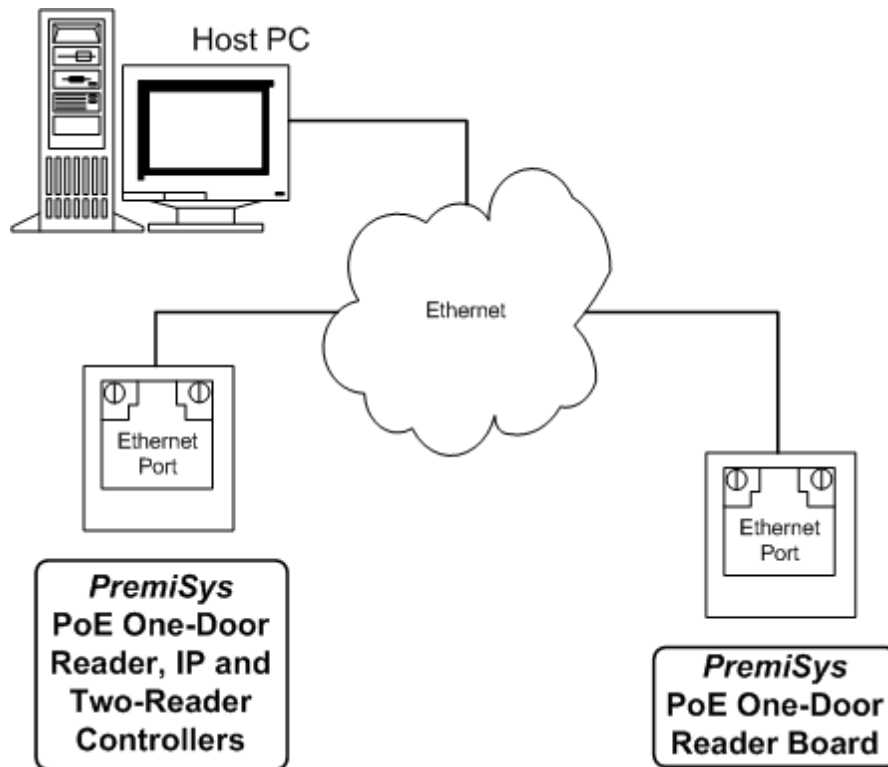 Host PC
Ethernet
Ethernet
Port
Ethernet
Port
PremiSys
PoE One-Door
Reader, IP and
Two-Reader
Controllers
PremiSys
PoE One-Door
Reader Board